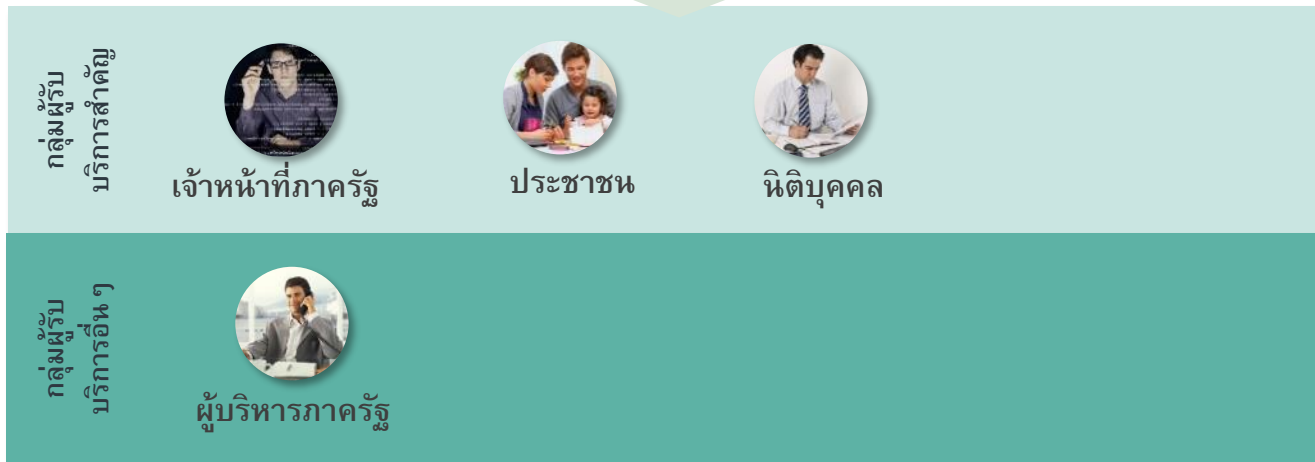 กลุ่มผู้รับ
บริการสำคัญ
เจ้าหน้าที่ภาครัฐ
ประชาชน
นิติบุคคล
กลุ่มผู้รับ
บริการอื่น ๆ
ผู้บริหารภาครัฐ